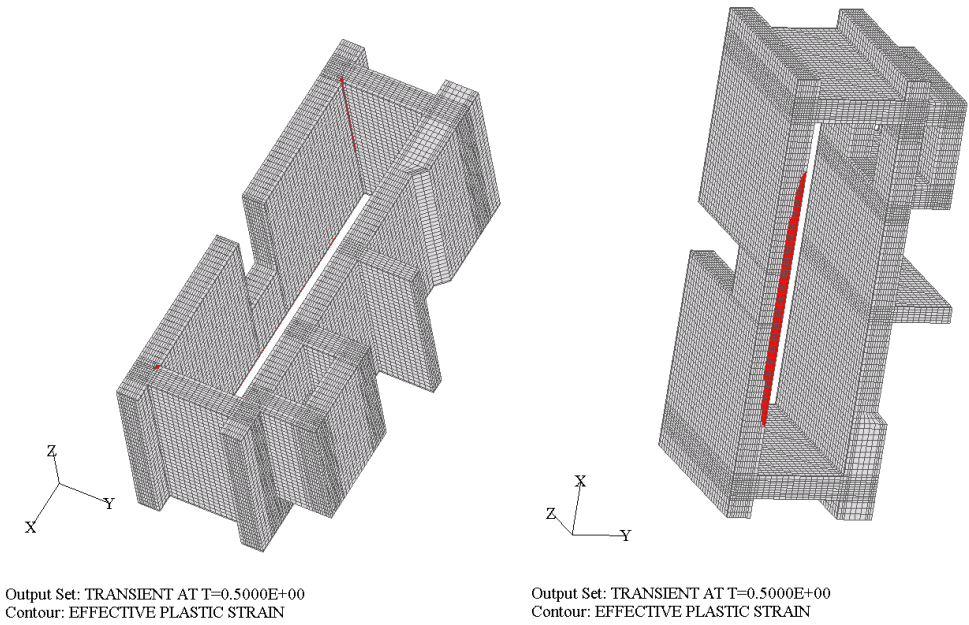 Z
Y
X
X
Z
Y
Output Set: TRANSIENT AT T=0.5000E+00
Contour: EFFECTIVE PLASTIC STRAIN
Output Set: TRANSIENT AT T=0.5000E+00
Contour: EFFECTIVE PLASTIC STRAIN